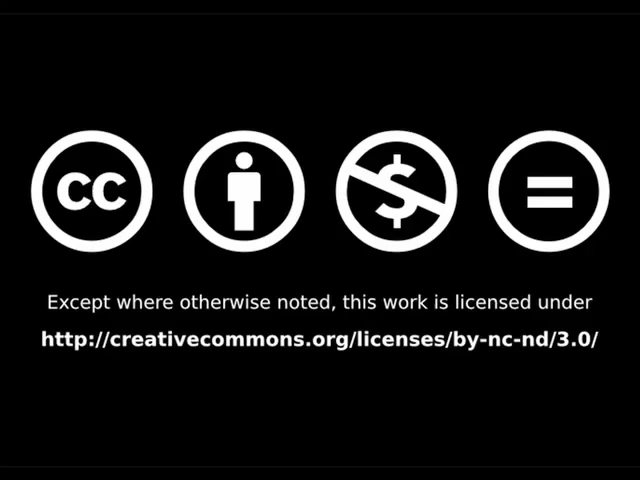 cc
$
=
Except where otherwise noted, this work is licensed under
http://creativecommons.org/licenses/by-nc-nd/3.0/